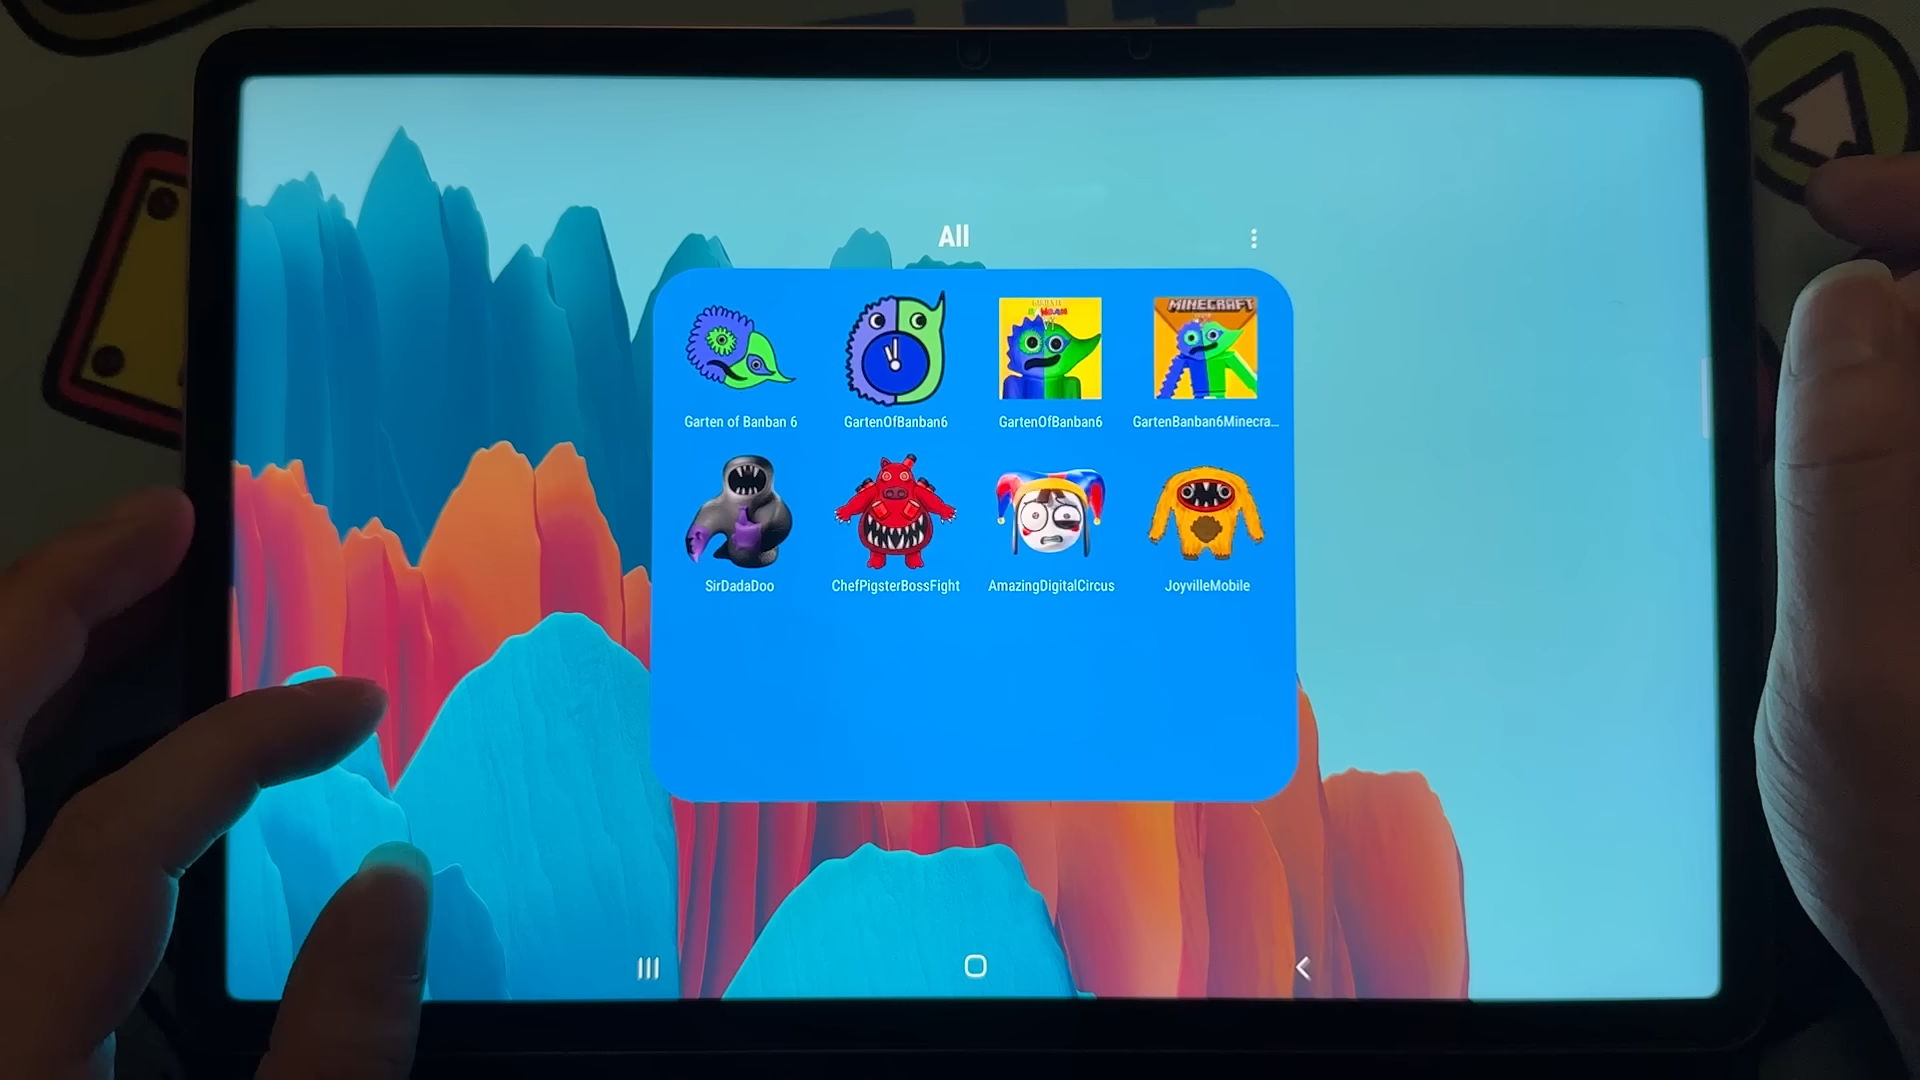 All
MINECRAFT
Garten of Banban 6
GartenOfBanban6
GartenOfBanban6
GartenBanban6Minecra...
SirDadaDoo
ChefPigsterBossFight
AmazingDigitalCircus
JoyvilleMobile